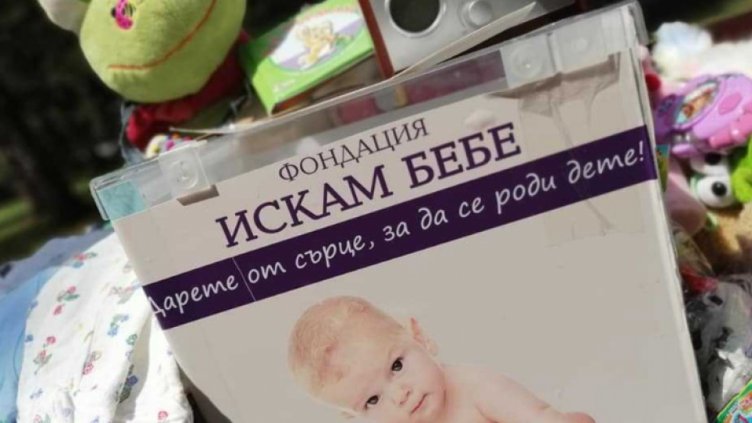 ФОНДАЦИЯ
ИСКАМ БЕБЕ
Дарете от сърце, за да се роди дете!